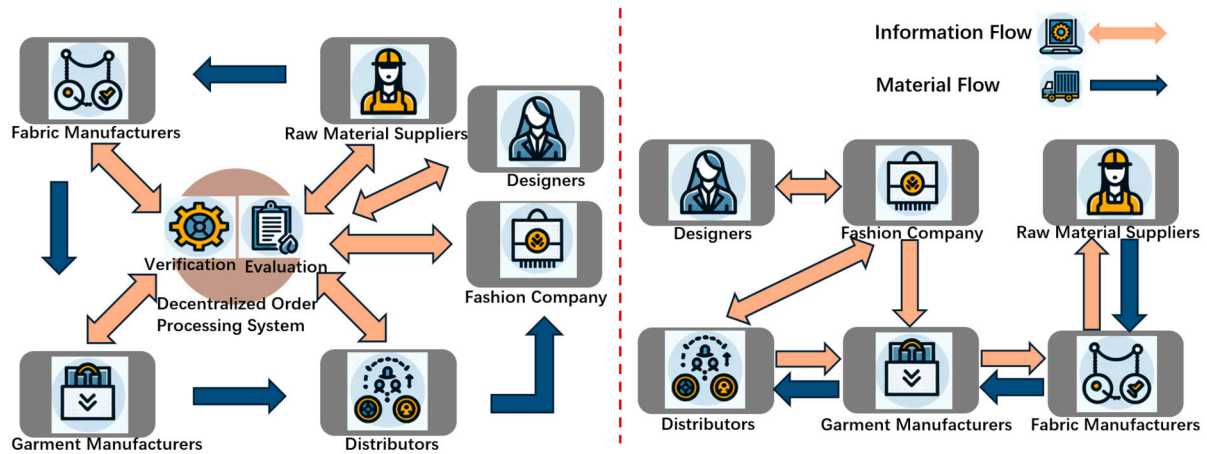 Fabric Manufacturers
Raw Material Suppliers
Designers
Verification
Evaluation
Decentralized Order
Processing System
Fashion Company
Garment Manufacturers
Distributors
Information Flow
Material Flow
Designers
Fashion Company
Raw Material Suppliers
Distributors
Garment Manufacturers
Fabric Manufacturers